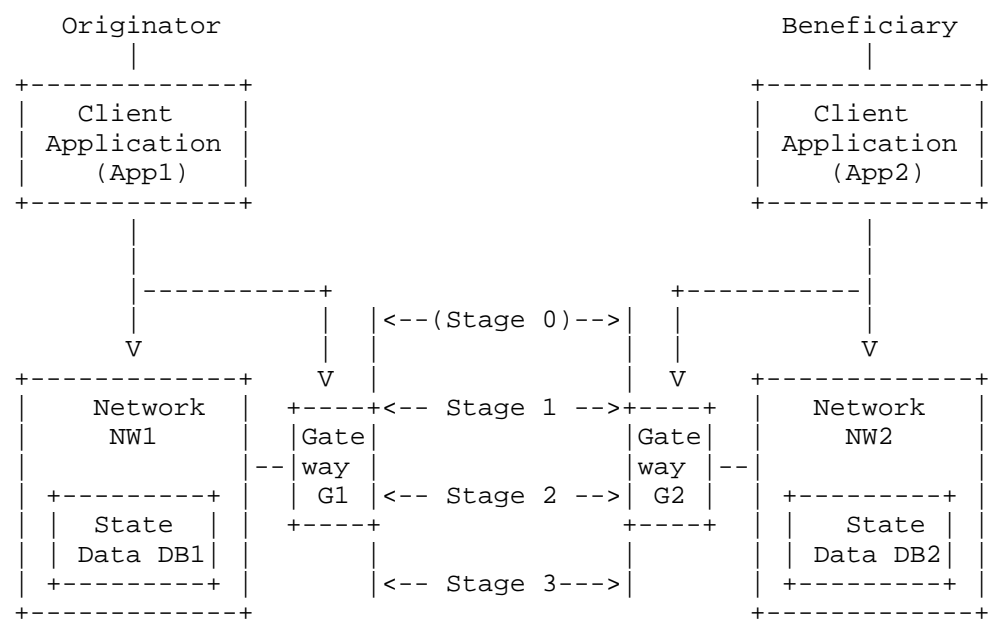 Originator Beneficiary
Client Client
Application Application
(App1) (App2)
<--(Stage 0)-->
V V
V V
Network <-- Stage 1 --> Network
NW1 Gate Gate NW2
way way
G1 <-- Stage 2 --> G2
State State
Data DB1 Data DB2
<-- Stage 3--->